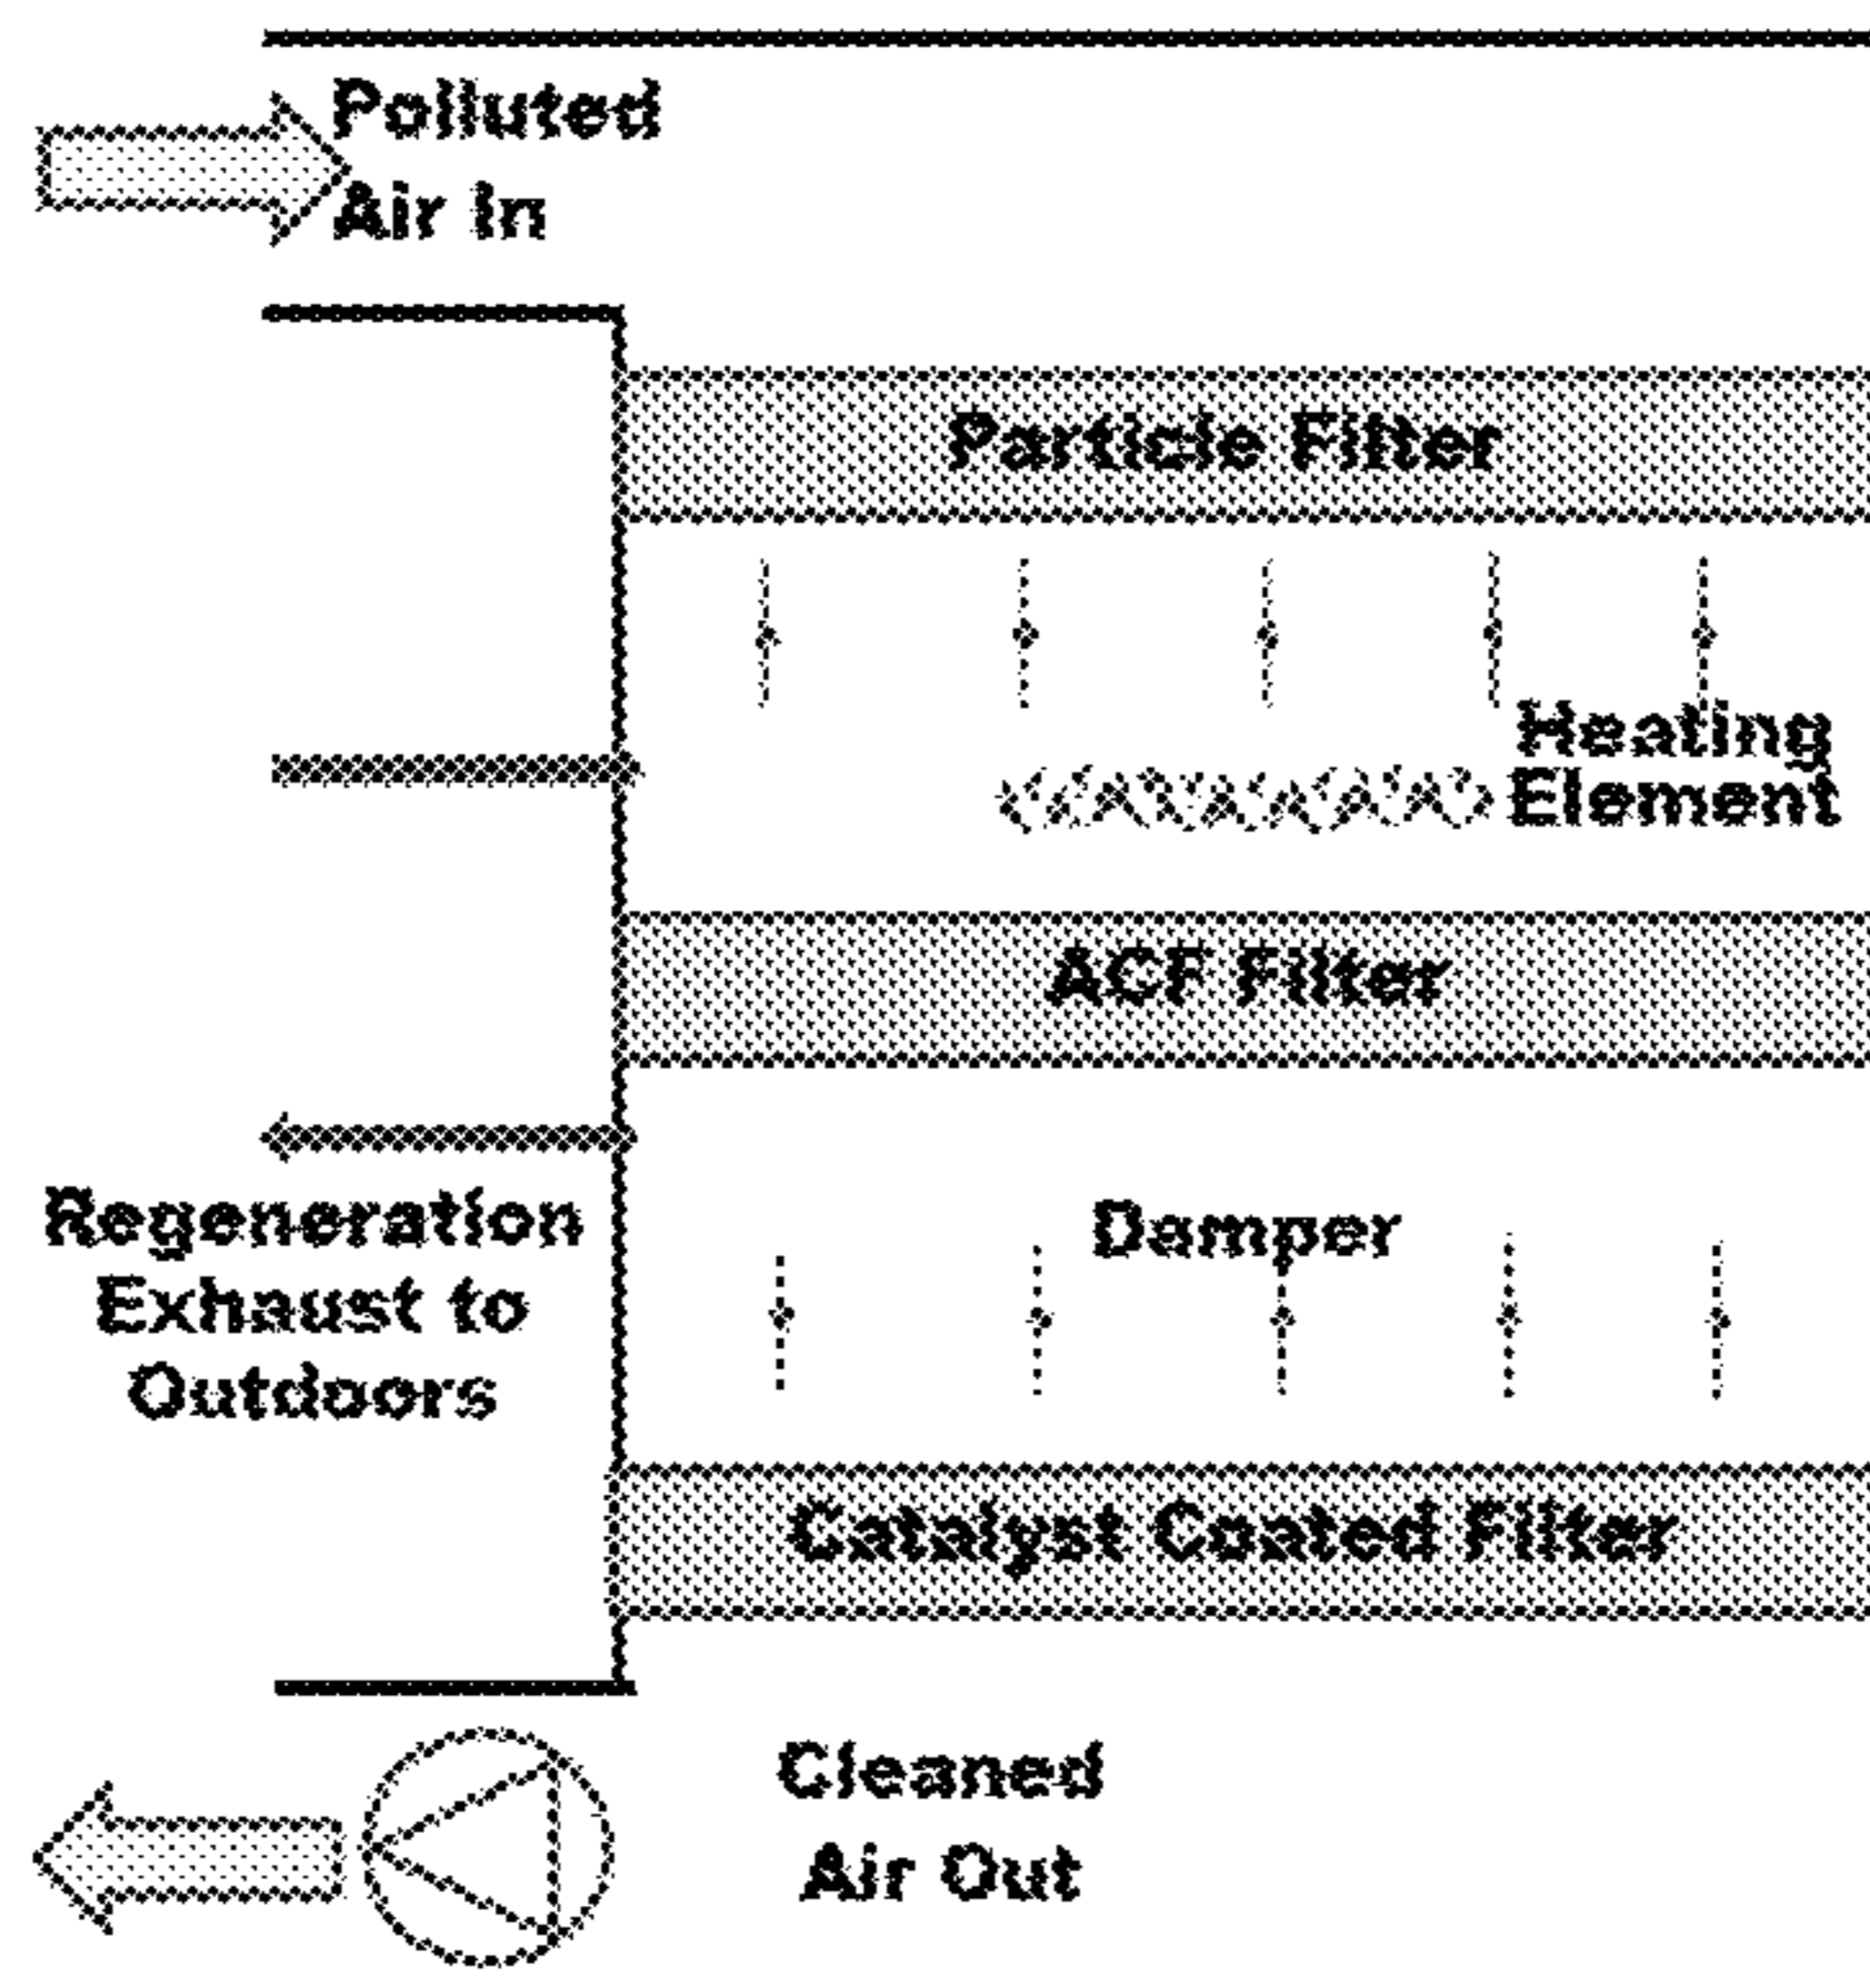 Polluted
Air In
Particle Filter
Heating
Element
ACF Filter
Regeneration
Exhaust to
Outdoors
Damper
Catalyst Coated Filter
Cleaned
Air Out